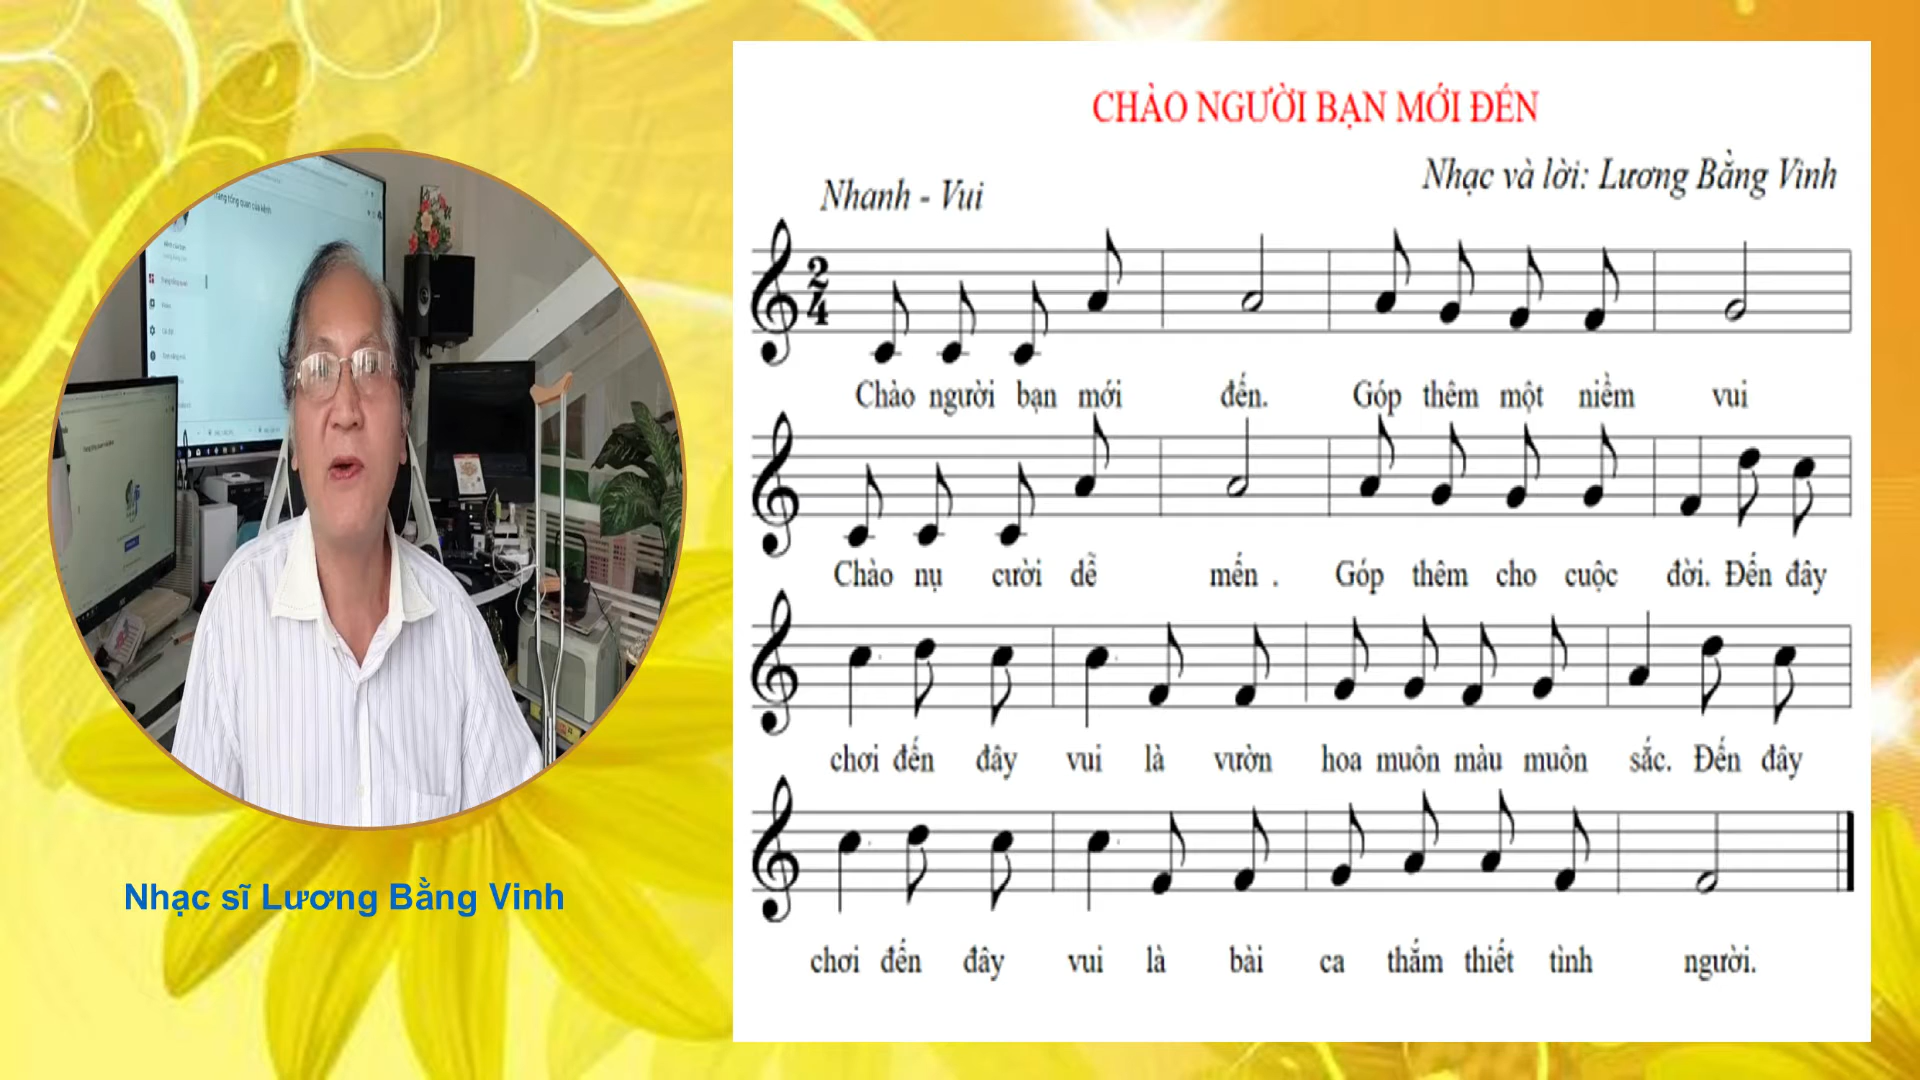 CHÀO NGƯỜI BẠN MỚI ĐẾN
Nhạc và lời: Lương Bằng Vinh
Nhanh - Vui
2
4
Chào người bạn mới đến. Góp thêm một niềm vui
Chào nụ cười dễ mến . Góp thêm cho cuộc đời. Đến đây
chơi đến đây vui là vườn hoa muôn màu muôn sắc. Đến đây
chơi đến đây vui là bài ca thắm thiết tình người.
Nhạc sĩ Lương Bằng Vinh